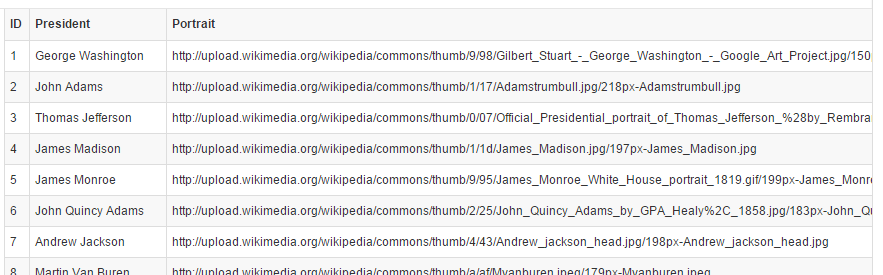 ID President Portrait
1 George Washington http://upload.wikimedia.org/wikipedia/commons/thumb/9/98/Gilbert_Stuart_-_George_Washington_-_Google_Art_Project.jpg/150
2 John Adams http://upload.wikimedia.org/wikipedia/commons/thumb/1/17/Adamstrumbull.jpg/218px-Adamstrumbull.jpg
3 Thomas Jefferson http://upload.wikimedia.org/wikipedia/commons/thumb/0/07/Official_Presidential_portrait_of_Thomas_Jefferson_%28by_Rembra
4 James Madison http://upload.wikimedia.org/wikipedia/commons/thumb/1/1d/James_Madison.jpg/197px-James_Madison.jpg
5 James Monroe http://upload.wikimedia.org/wikipedia/commons/thumb/9/95/James_Monroe_White_House_portrait_1819.gif/199px-James_Monr
6 John Quincy Adams http://upload.wikimedia.org/wikipedia/commons/thumb/2/25/John_Quincy_Adams_by_GPA_Healy%2C_1858.jpg/183px-John_Q
7 Andrew Jackson http://upload.wikimedia.org/wikipedia/commons/thumb/4/43/Andrew_jackson_head.jpg/198px-Andrew_jackson_head.jpg
8 Martin Van Buren http://upload.wikimedia.org/wikipedia/commons/thumb/a/af/Mvanburen.jpeg/179px-Mvanburen.jpeg